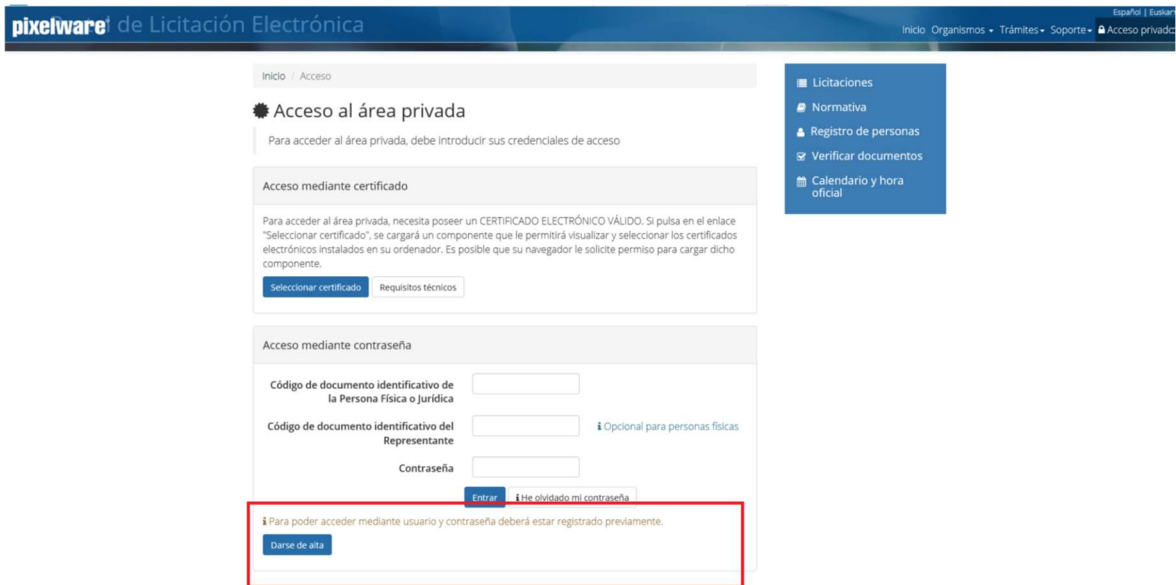 Español | Euskar
pixelware de Licitación Electrónica
Inicio Organismos Trámites Soporte Acceso privado
Inicio / Acceso
Acceso al área privada
Para acceder al área privada, debe introducir sus credenciales de acceso
Acceso mediante certificado
Para acceder al área privada, necesita poseer un CERTIFICADO ELECTRÓNICO VÁLIDO. Si pulsa en el enlace
"Seleccionar certificado", se cargará un componente que le permitirá visualizar y seleccionar los certificados
electrónicos instalados en su ordenador. Es posible que su navegador le solicite permiso para cargar dicho
componente.
Seleccionar certificado Requisitos técnicos
Acceso mediante contraseña
Código de documento identificativo de
la Persona Física o Jurídica
Código de documento identificativo del
Representante
Opcional para personas físicas
Contraseña
Entrar He olvidado mi contraseña
Para poder acceder mediante usuario y contraseña deberá estar registrado previamente.
Darse de alta
Licitaciones
Normativa
Registro de personas
Verificar documentos
Calendario y hora
oficial